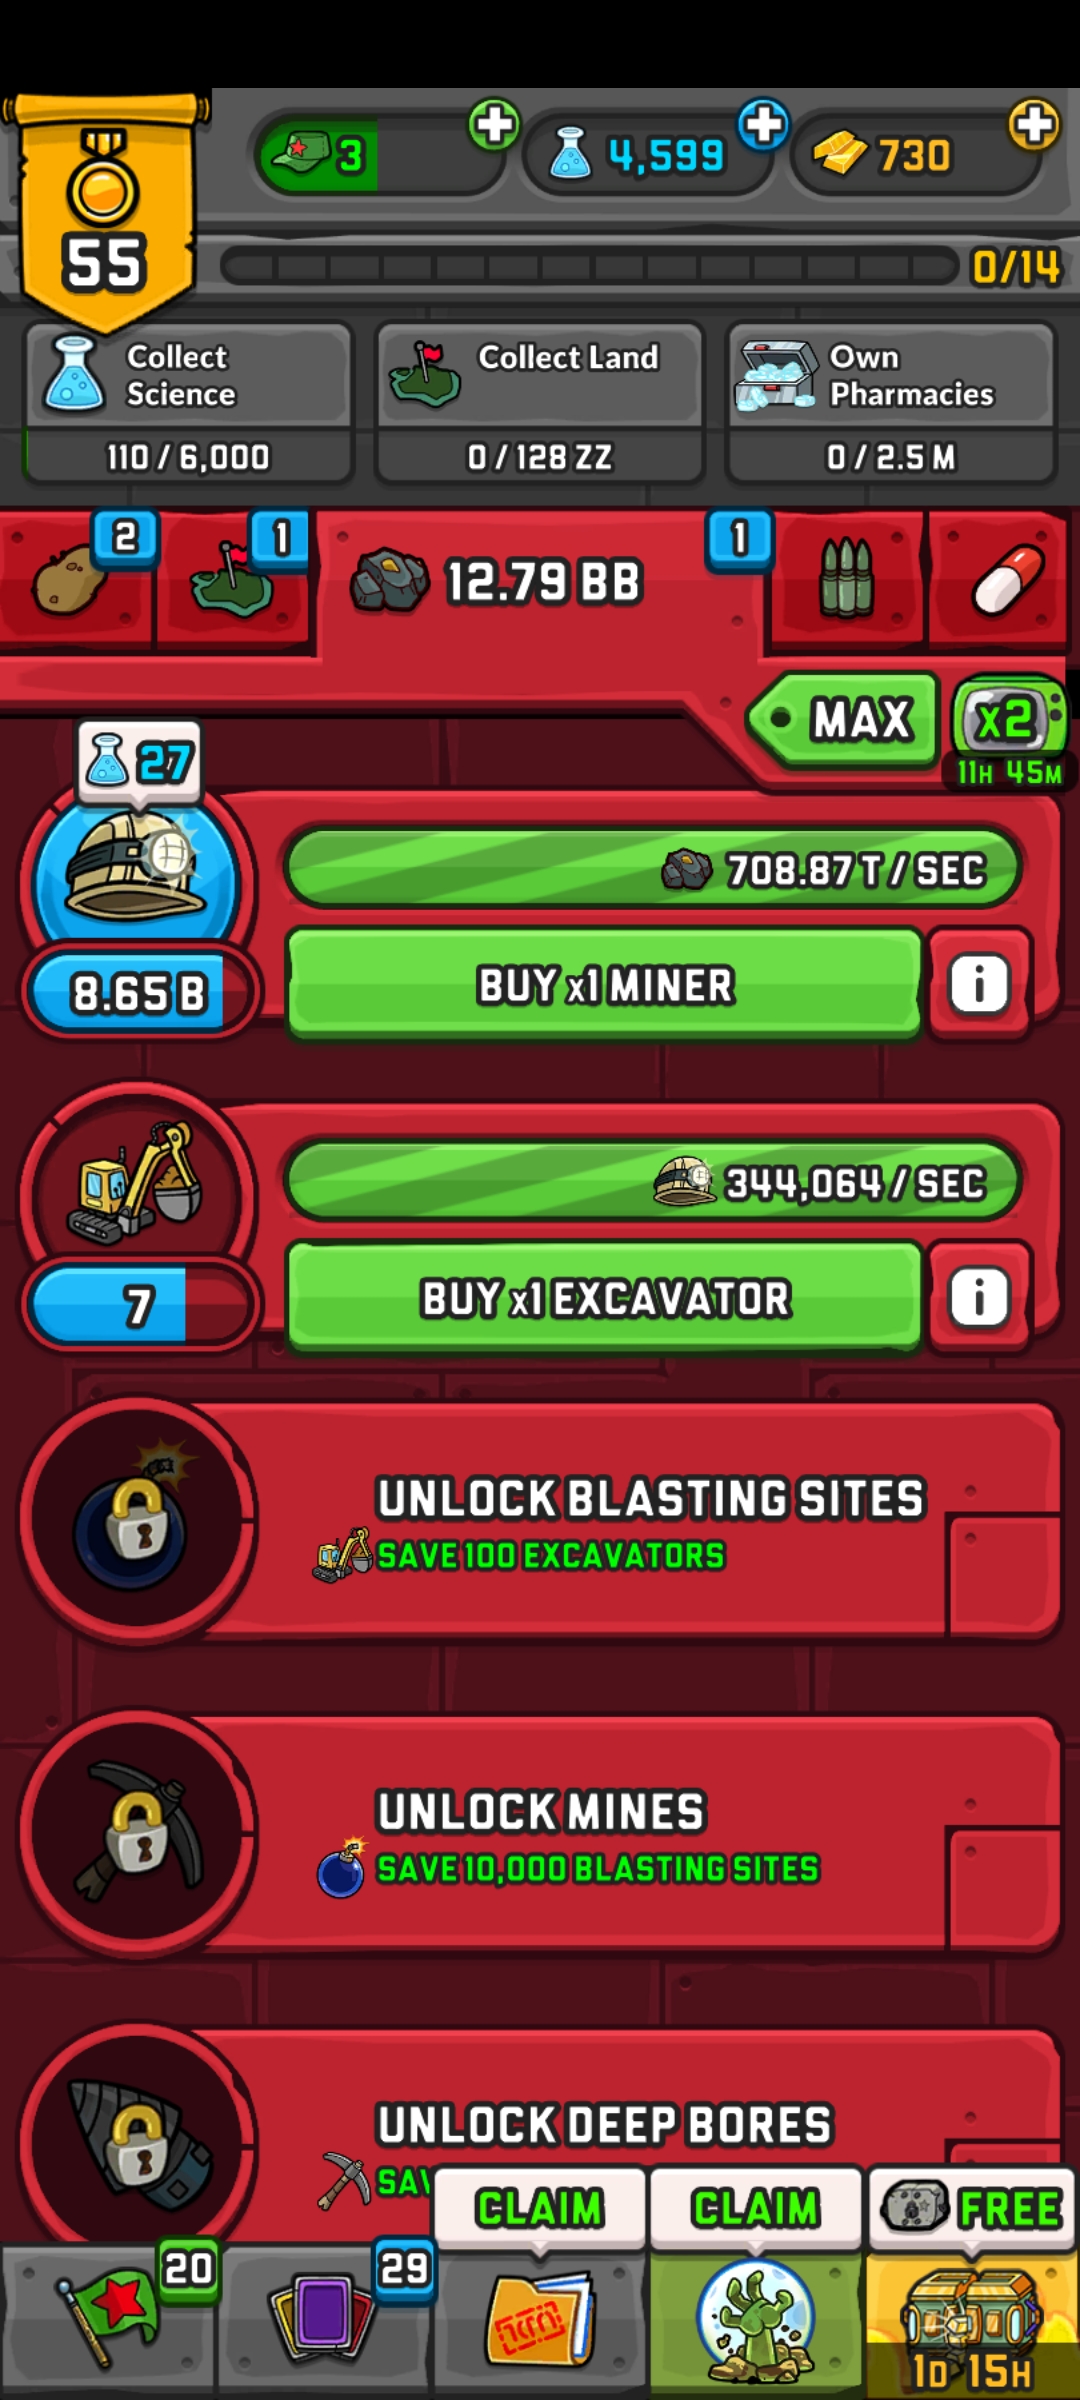 55
3
4,599
730
0/14
Collect Science
110 / 6,000
Collect Land
0 / 128 ZZ
Own Pharmacies
0 / 2.5 M
2
1
12.79 BB
1
MAX
x2
11H 45M
27
708.87 T / SEC
8.65 B
BUY x1 MINER
i
344,064 / SEC
7
BUY x1 EXCAVATOR
i
UNLOCK BLASTING SITES
SAVE 100 EXCAVATORS
UNLOCK MINES
SAVE 10,000 BLASTING SITES
UNLOCK DEEP BORES
CLAIM
CLAIM
FREE
20
29
1D 15H